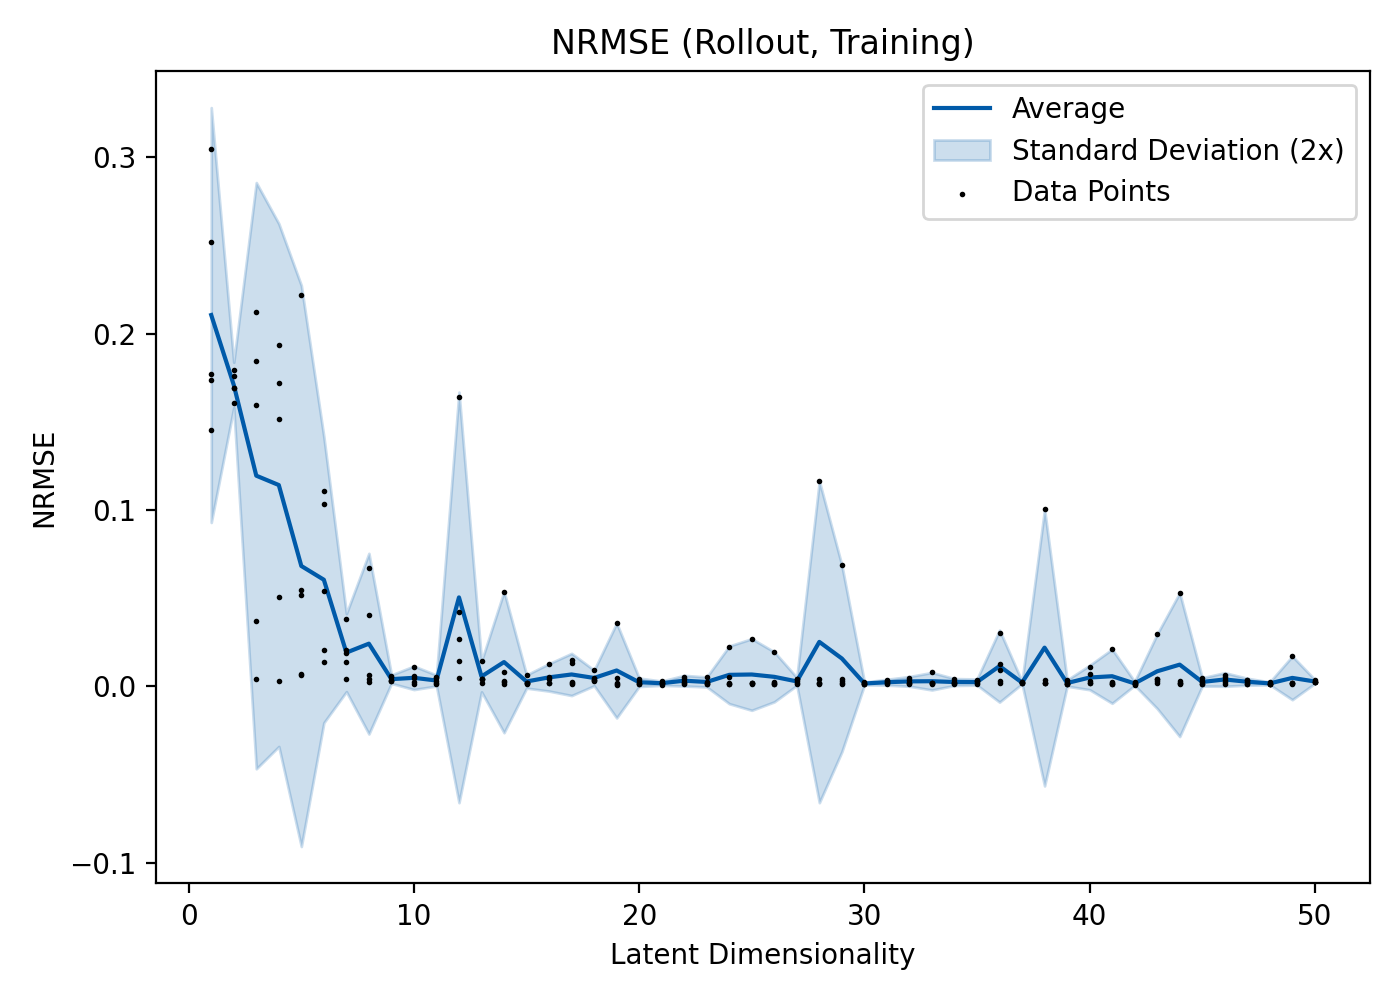 NRMSE (Rollout, Training)
Average
Standard Deviation (2x)
Data Points
NRMSE
0.3
0.2
0.1
0.0
−0.1
0 10 20 30 40 50
Latent Dimensionality